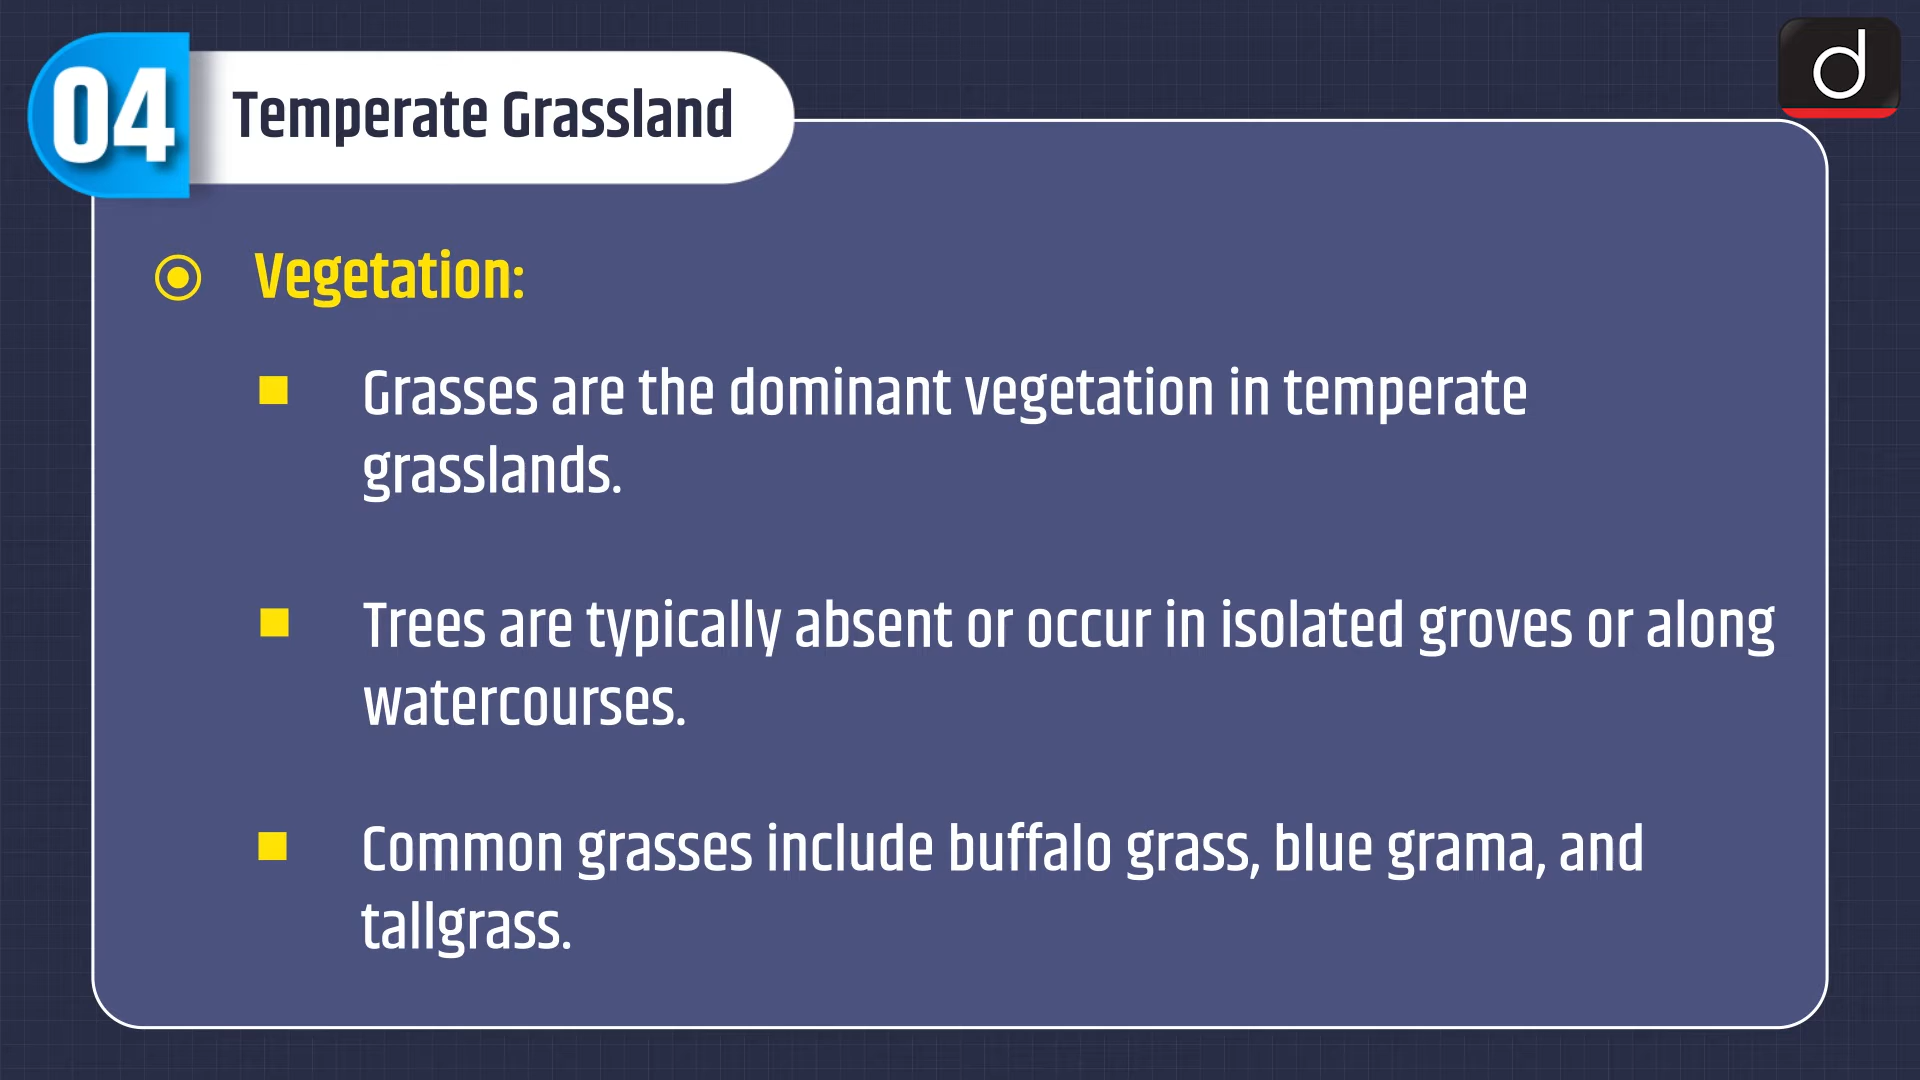 04
Temperate Grassland
d
Vegetation:
Grasses are the dominant vegetation in temperate
grasslands.
Trees are typically absent or occur in isolated groves or along
watercourses.
Common grasses include buffalo grass, blue grama, and
tallgrass.